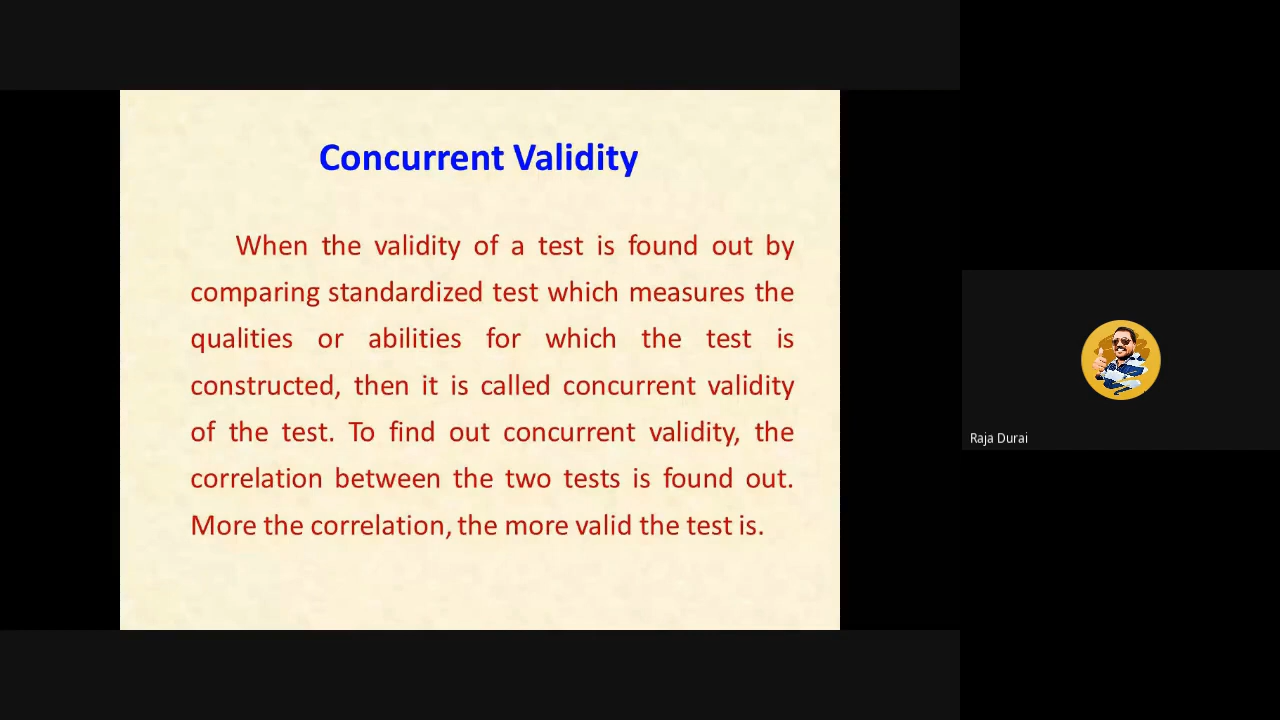 Concurrent Validity
When the validity of a test is found out by
comparing standardized test which measures the
qualities or abilities for which the test is
constructed, then it is called concurrent validity
of the test. To find out concurrent validity, the
correlation between the two tests is found out.
More the correlation, the more valid the test is.
Raja Durai